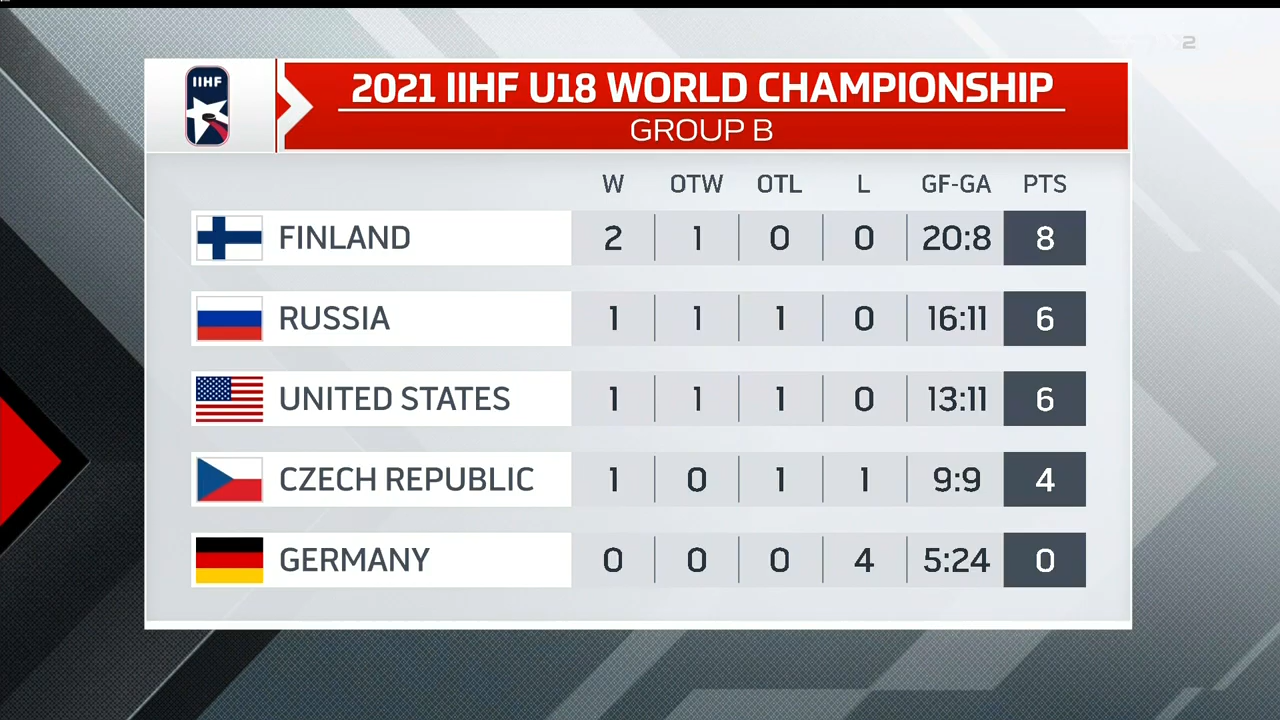 IIHF
2021 IIHF U18 WORLD CHAMPIONSHIP
GROUP B
W OTW OTL L GF-GA PTS
FINLAND 2 1 0 0 20:8 8
RUSSIA 1 1 1 0 16:11 6
UNITED STATES 1 1 1 0 13:11 6
CZECH REPUBLIC 1 0 1 1 9:9 4
GERMANY 0 0 0 4 5:24 0